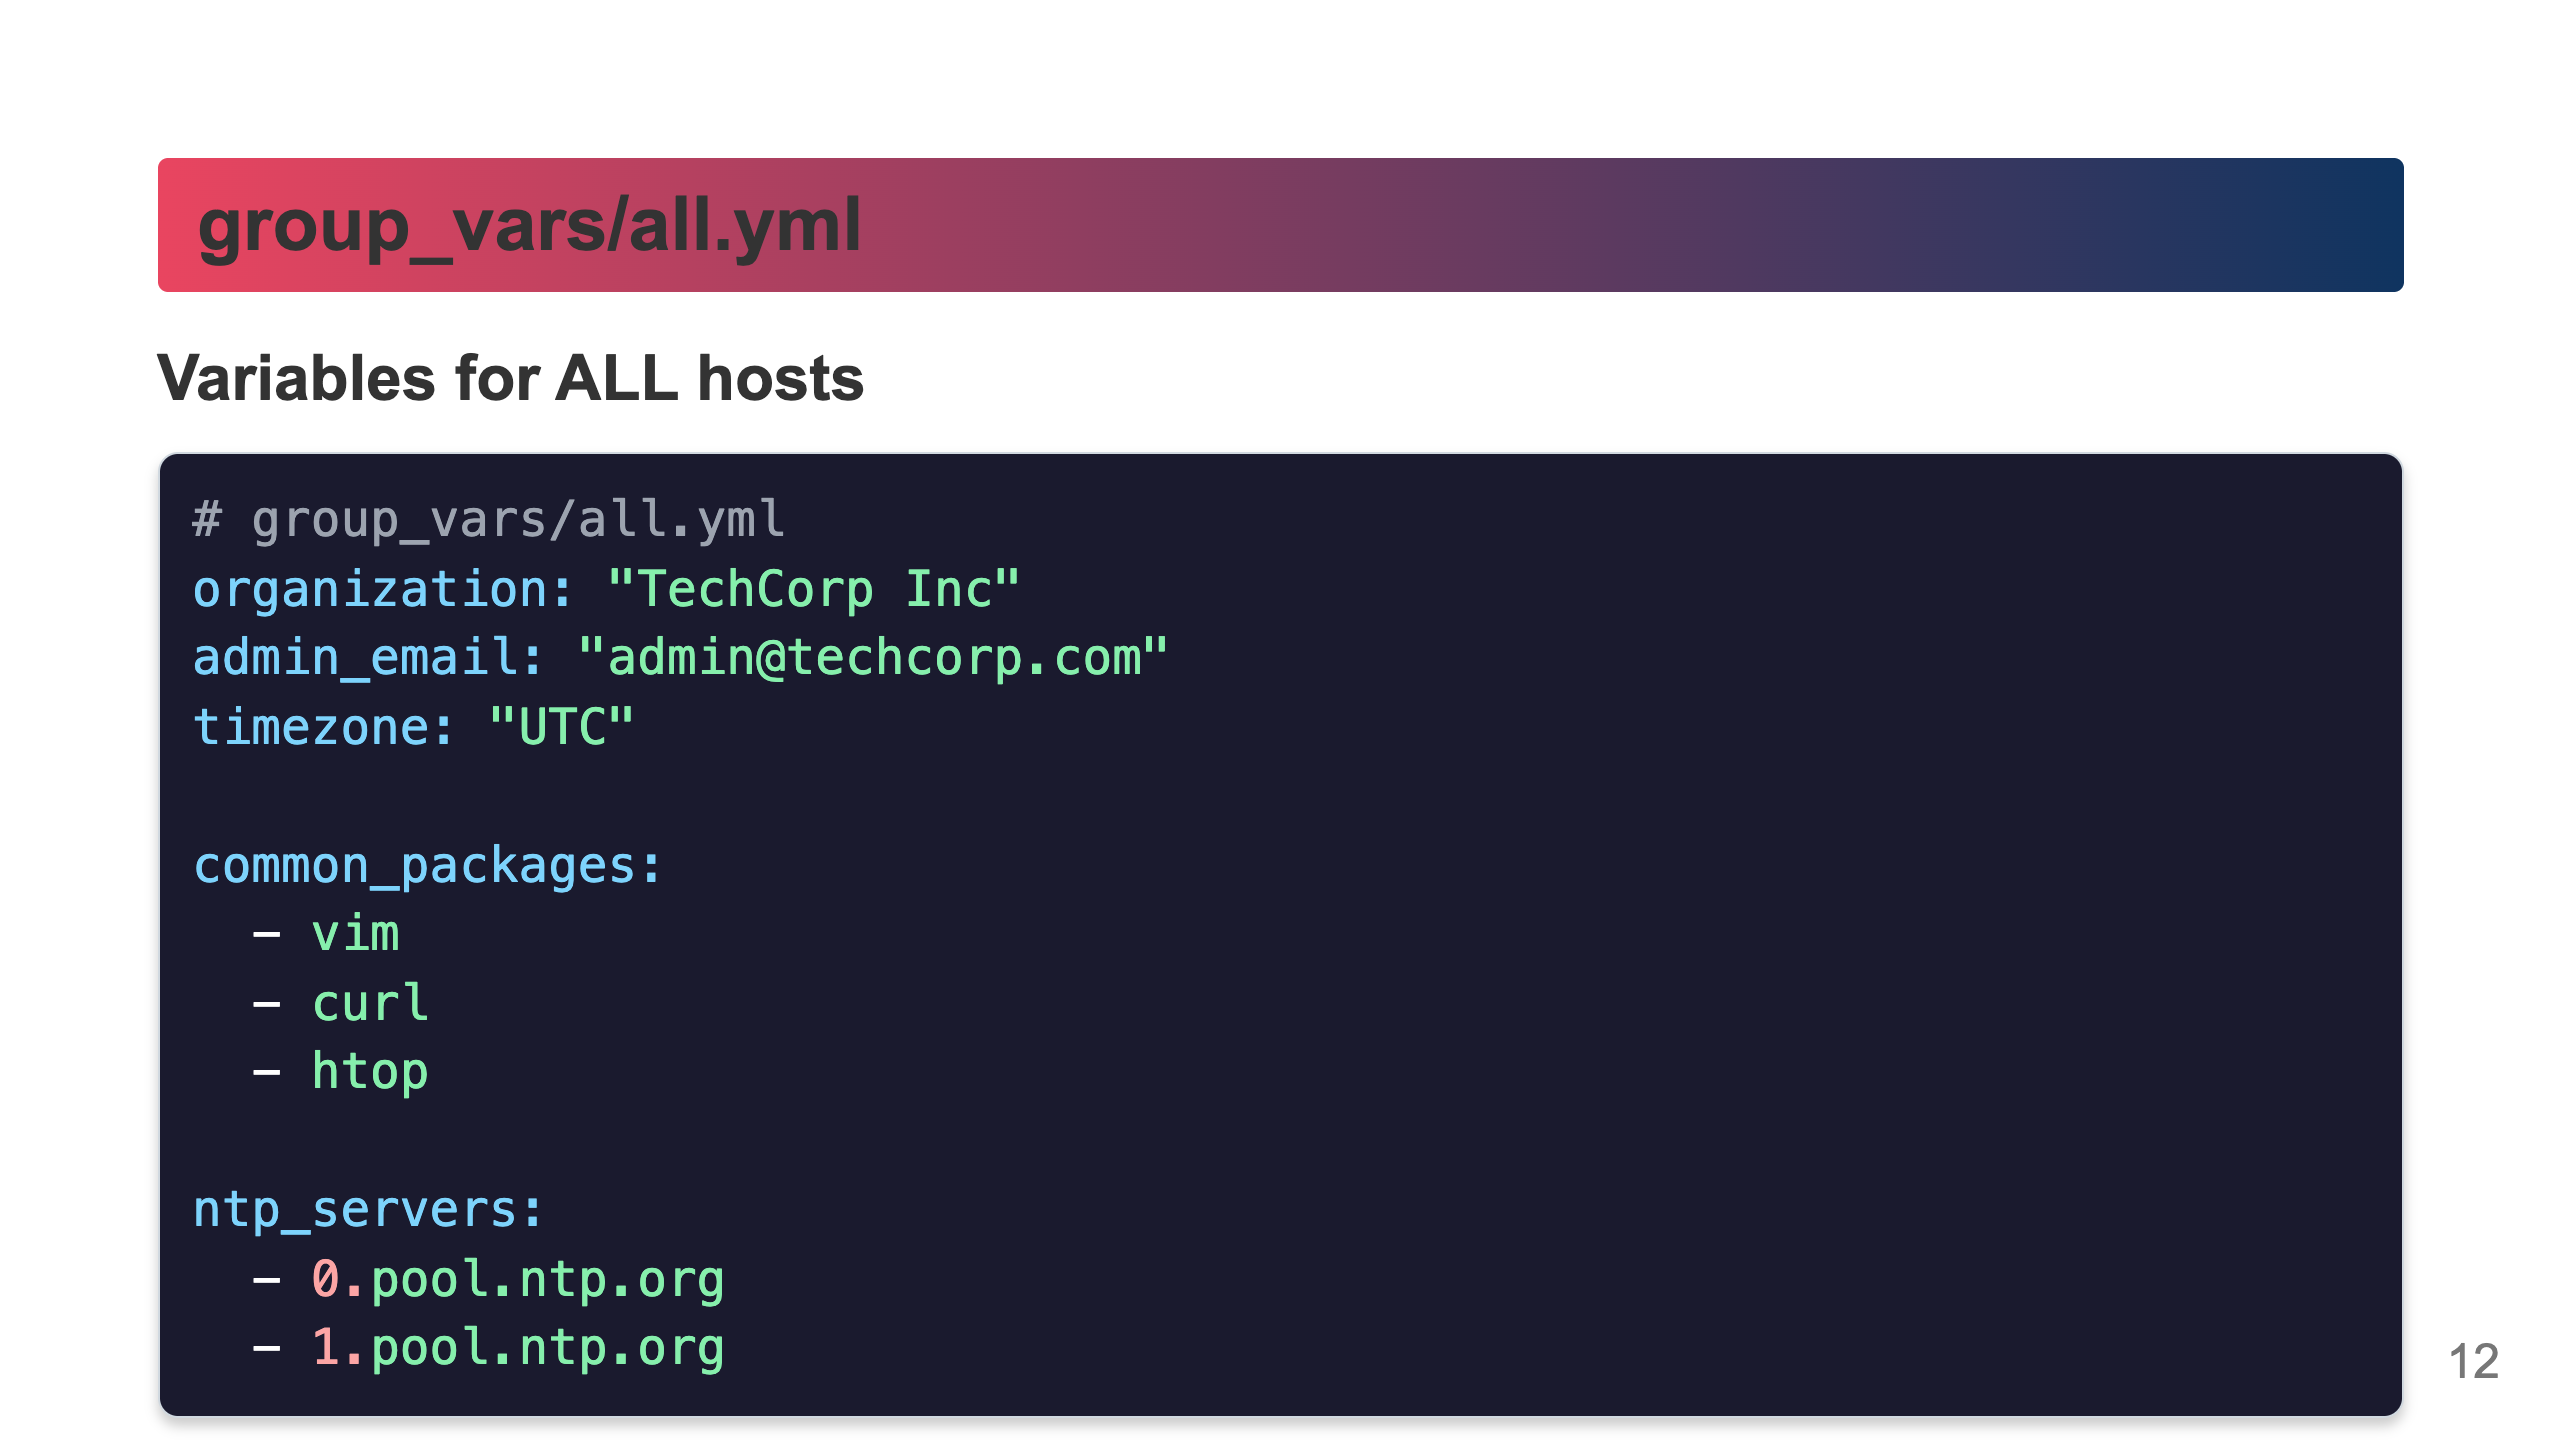 group_vars/all.yml
Variables for ALL hosts
# group_vars/all.yml
organization: "TechCorp Inc"
admin_email: "admin@techcorp.com"
timezone: "UTC"
common_packages:
  - vim
  - curl
  - htop
ntp_servers:
  - 0.pool.ntp.org
  - 1.pool.ntp.org
12